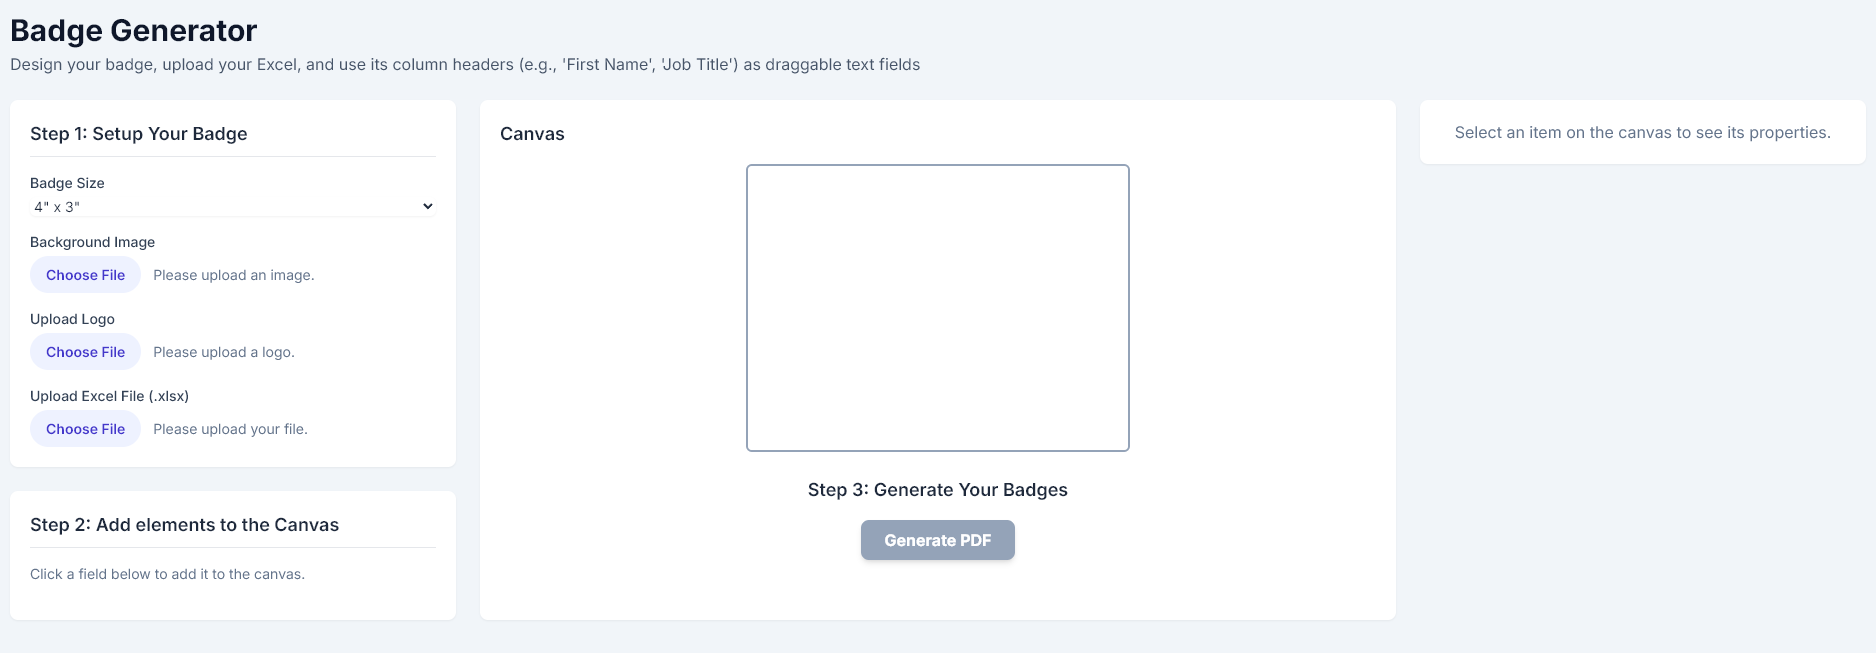 Badge Generator
Design your badge, upload your Excel, and use its column headers (e.g., 'First Name', 'Job Title') as draggable text fields
Step 1: Setup Your Badge
Badge Size
4" x 3"
Background Image
Choose File Please upload an image.
Upload Logo
Choose File Please upload a logo.
Upload Excel File (.xlsx)
Choose File Please upload your file.
Step 2: Add elements to the Canvas
Click a field below to add it to the canvas.
Canvas
Step 3: Generate Your Badges
Generate PDF
Select an item on the canvas to see its properties.